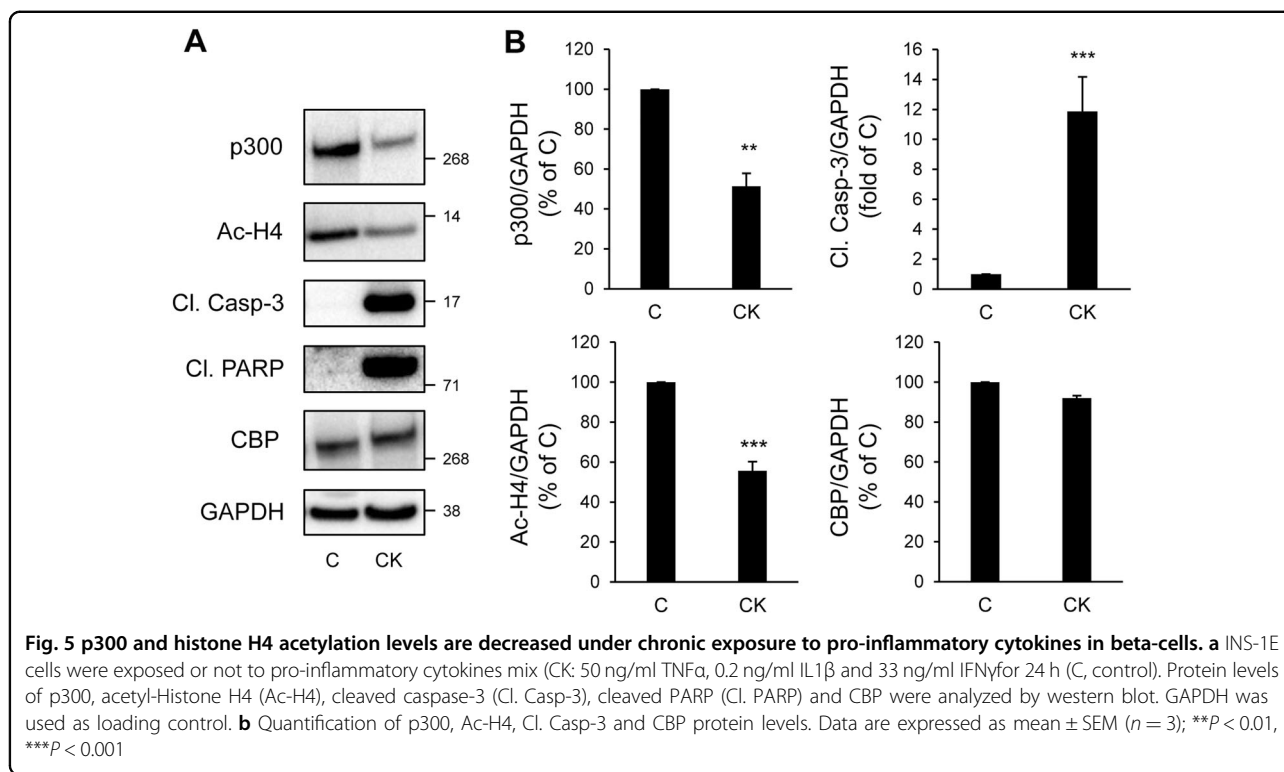 A
p300
268
Ac-H4
14
Cl. Casp-3
17
Cl. PARP
71
CBP
268
GAPDH
38
C CK
B
p300/GAPDH
(% of C)
120
100
80
60
40
20
0
**
C CK
Cl. Casp-3/GAPDH
(fold of C)
16
14
12
10
8
6
4
2
0
***
C CK
Ac-H4/GAPDH
(% of C)
120
100
80
60
40
20
0
***
C CK
CBP/GAPDH
(% of C)
120
100
80
60
40
20
0
C CK
Fig. 5 p300 and histone H4 acetylation levels are decreased under chronic exposure to pro-inflammatory cytokines in beta-cells. a INS-1E
cells were exposed or not to pro-inflammatory cytokines mix (CK: 50 ng/ml TNFα, 0.2 ng/ml IL1β and 33 ng/ml IFNγfor 24 h (C, control). Protein levels
of p300, acetyl-Histone H4 (Ac-H4), cleaved caspase-3 (Cl. Casp-3), cleaved PARP (Cl. PARP) and CBP were analyzed by western blot. GAPDH was
used as loading control. b Quantification of p300, Ac-H4, Cl. Casp-3 and CBP protein levels. Data are expressed as mean ± SEM (n = 3); **P < 0.01,
***P < 0.001